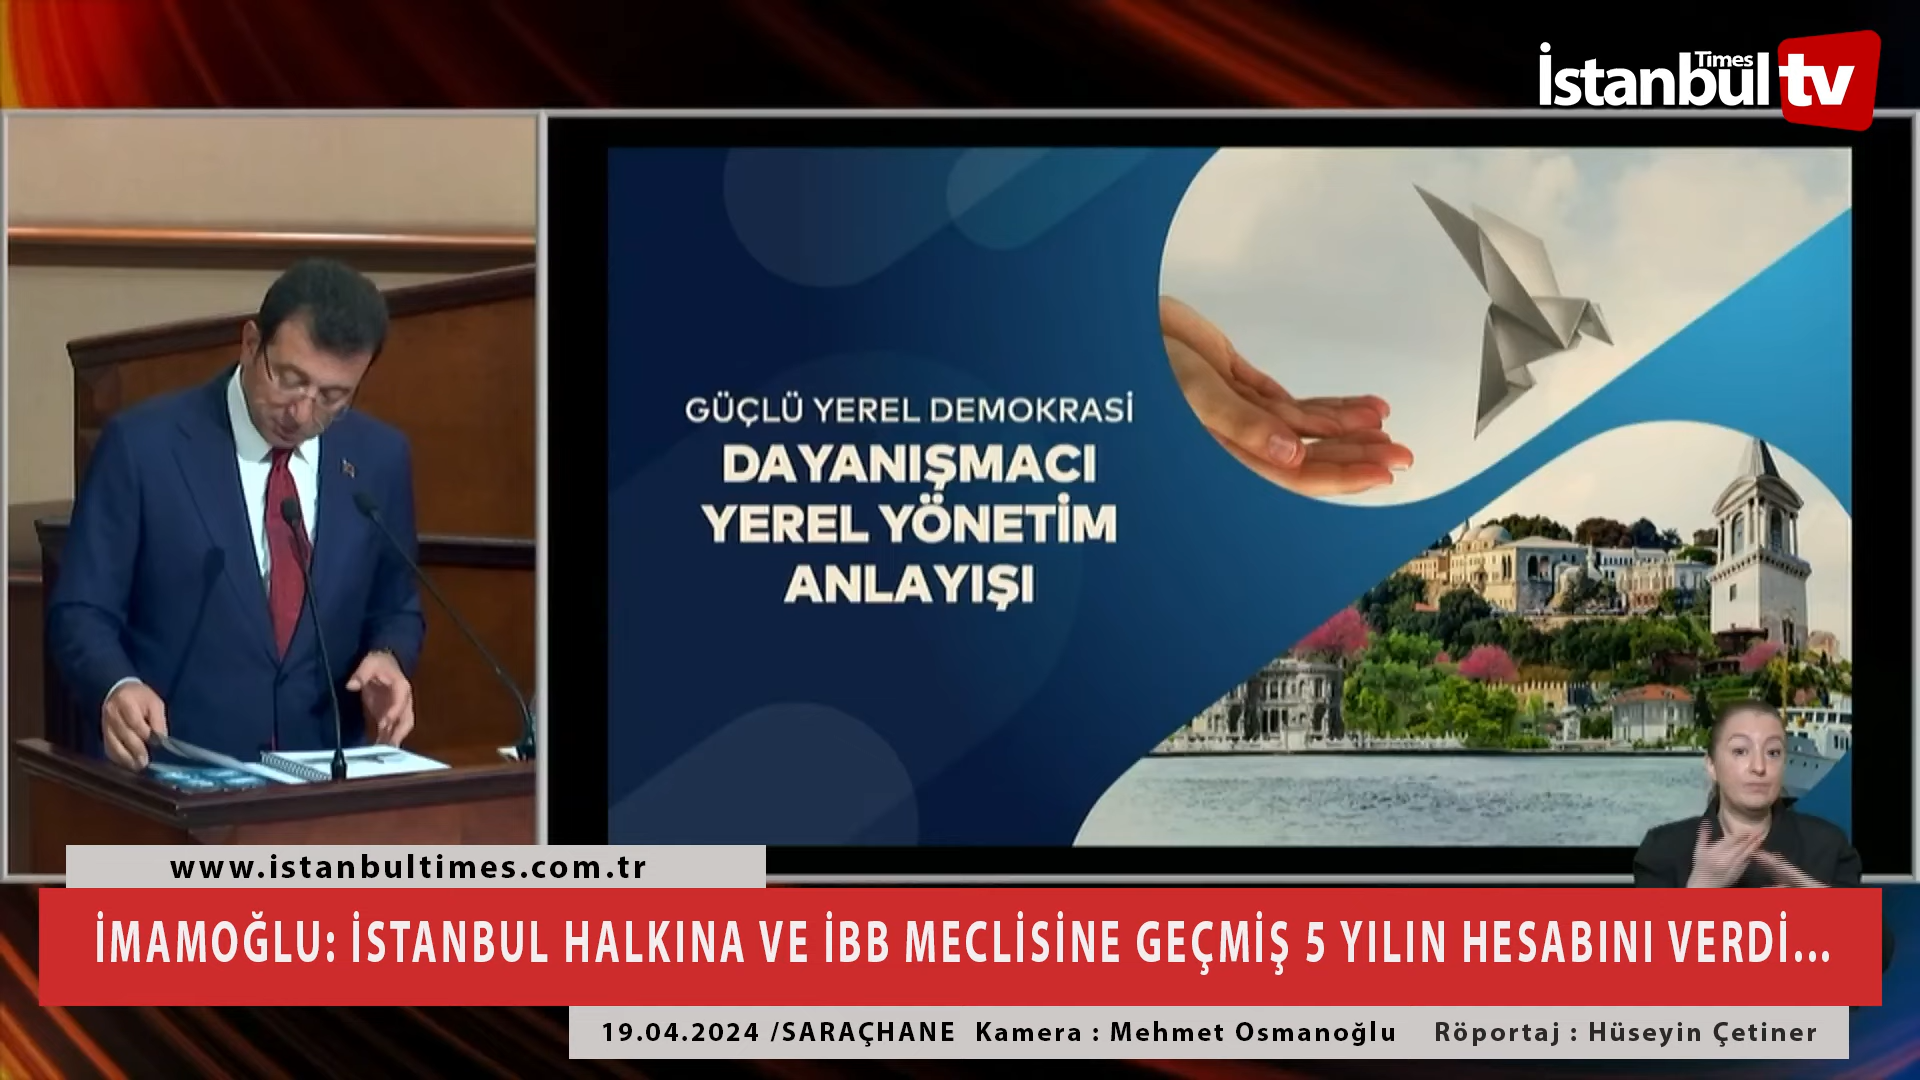 Times
İstanbul tv
GÜÇLÜ YEREL DEMOKRASİ
DAYANIŞMACI
YEREL YÖNETİM
ANLAYIŞI
www.istanbultimes.com.tr
İMAMOĞLU: İSTANBUL HALKINA VE İBB MECLİSİNE GEÇMİŞ 5 YILIN HESABINI VERDİ...
19.04.2024 /SARAÇHANE Kamera : Mehmet Osmanoğlu Röportaj : Hüseyin Çetiner